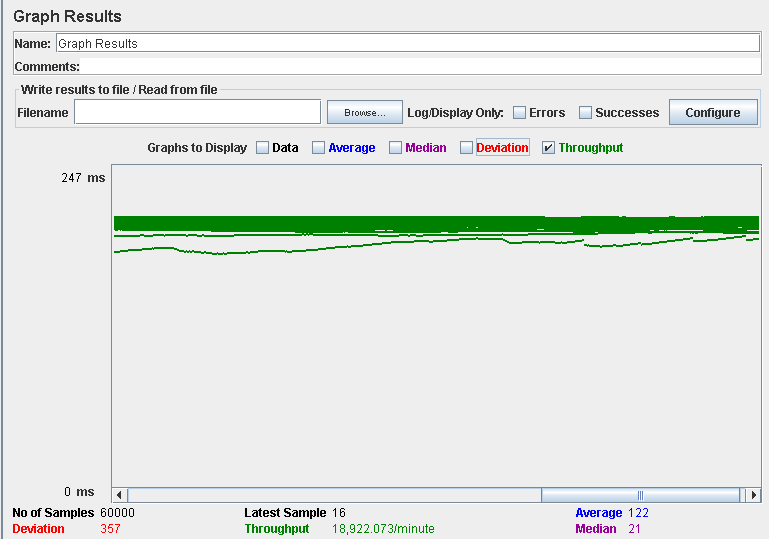 Graph Results
Name: Graph Results
Comments:
Write results to file / Read from file
Filename Browse... Log/Display Only: Errors Successes Configure
Graphs to Display Data Average Median Deviation Throughput
247 ms
0 ms
No of Samples 60000 Latest Sample 16 Average 122
Deviation 357 Throughput 18,922.073/minute Median 21